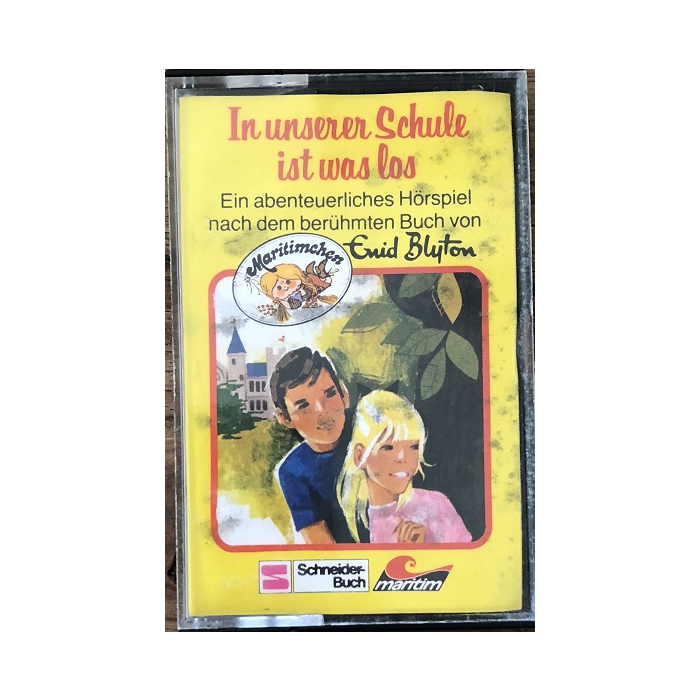 In unserer Schule
ist was los
Ein abenteuerliches Hörspiel
nach dem berühmten Buch von
Enid Blyton
Maritimchen
Schneider-
Buch
maritim